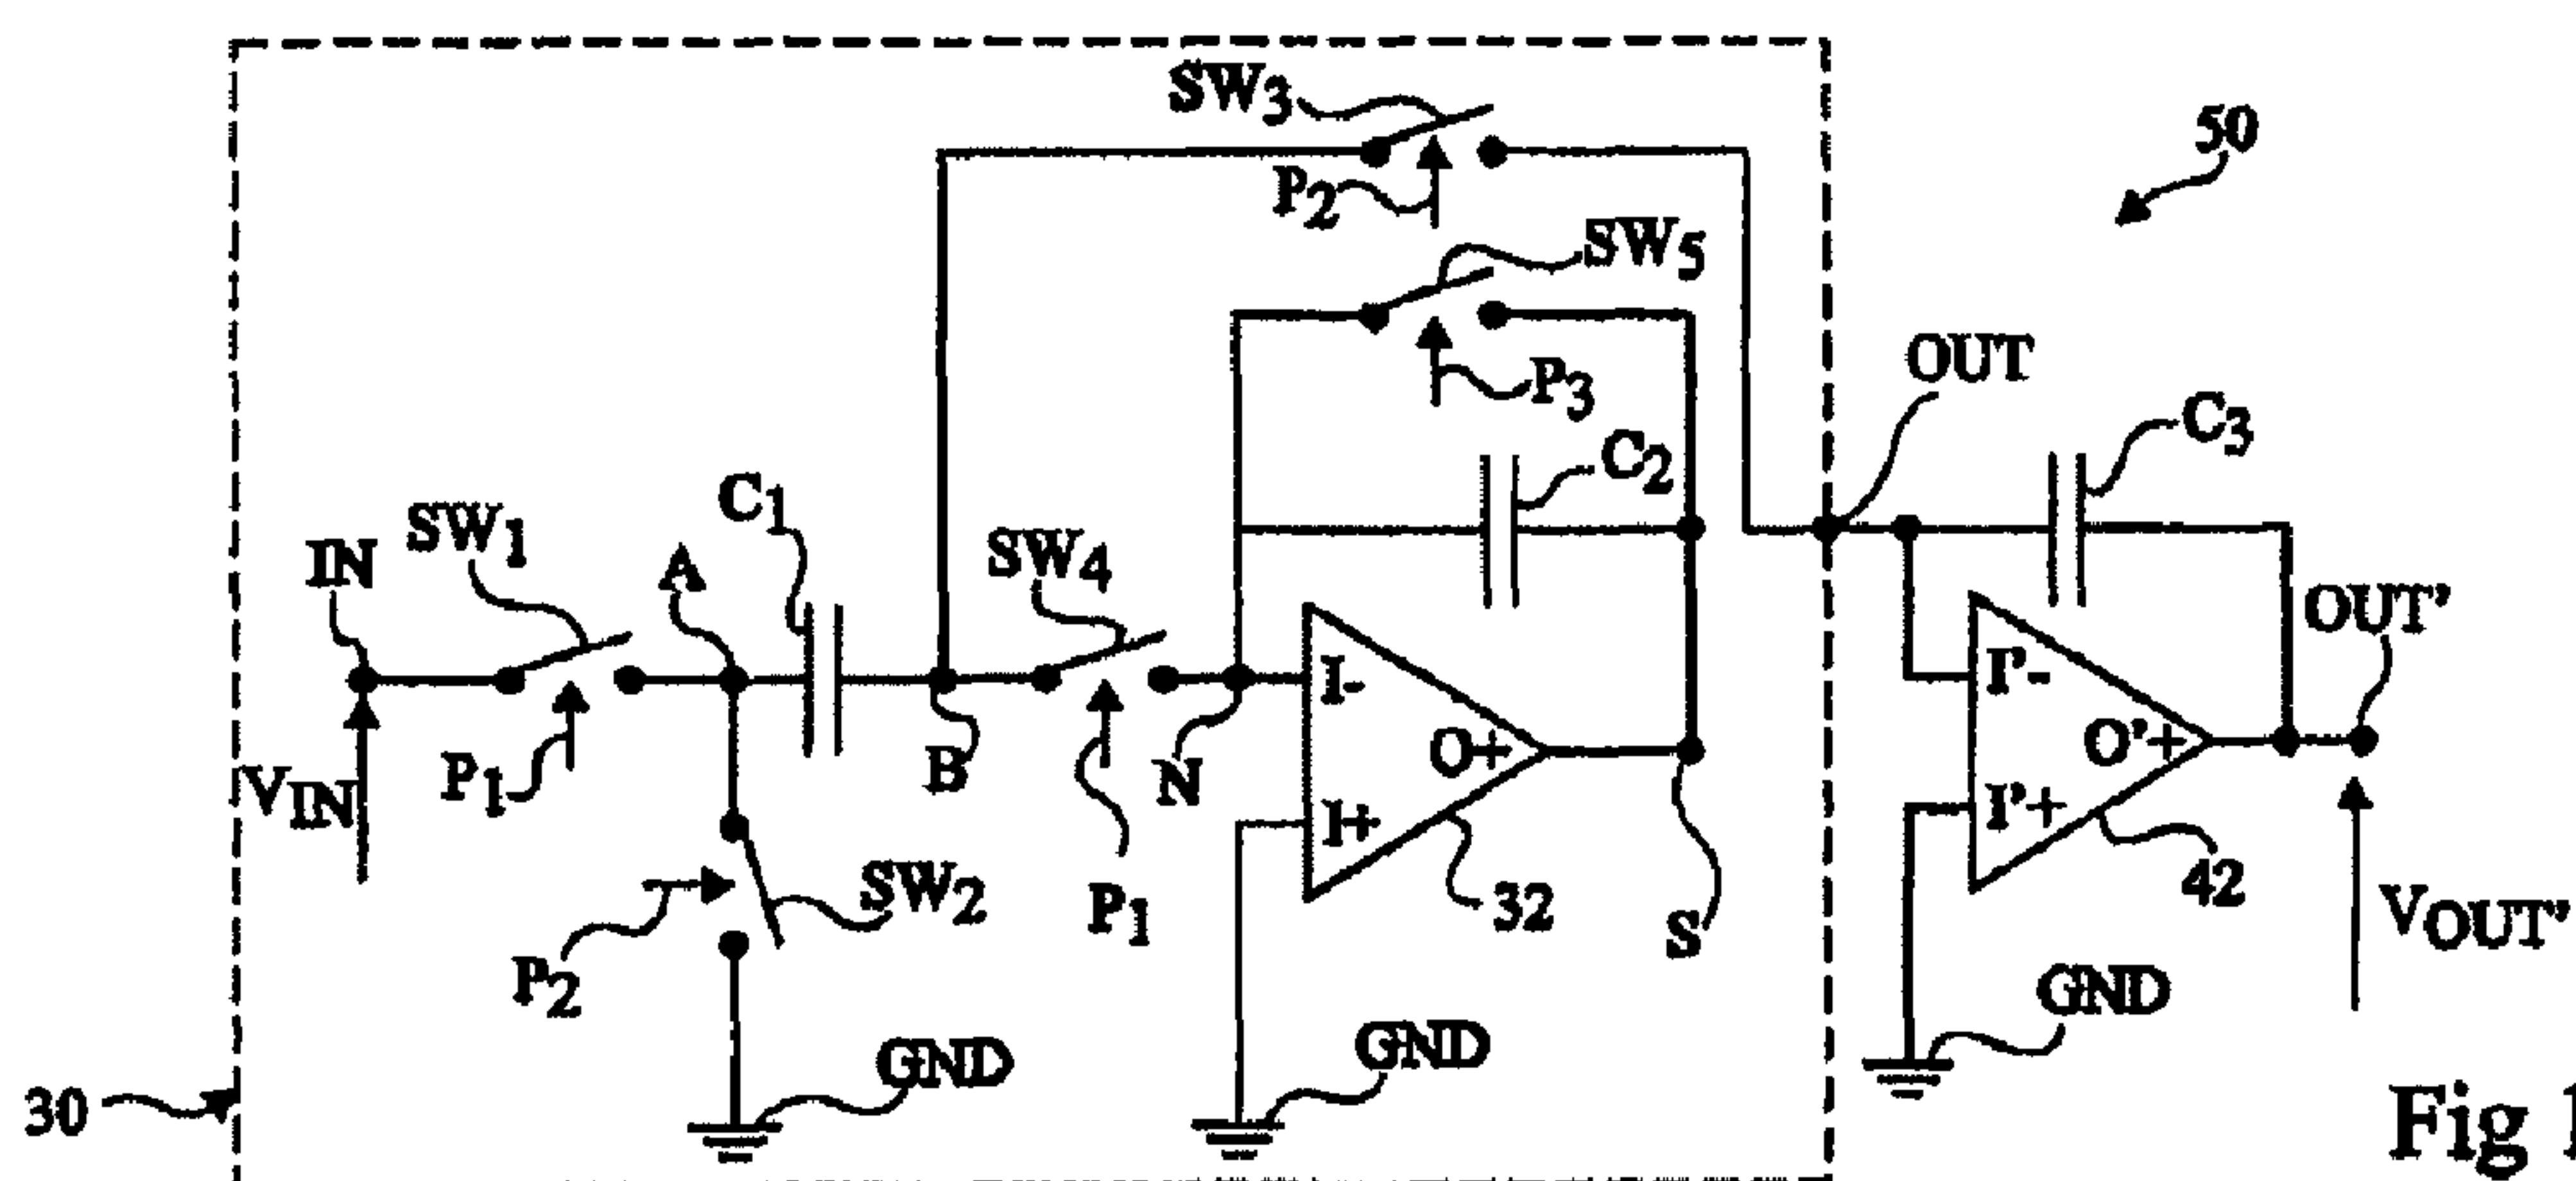 SW3
50
P2
SW5
P3
OUT
C3
C2
C1
SW1
IN
A
SW4
OUT'
I-
I'-
VIN
P1
B
N
O+
O'+
I+
I'+
P1
SW2
32
42
S
VOUT'
P2
GND
GND
GND
30
Fig